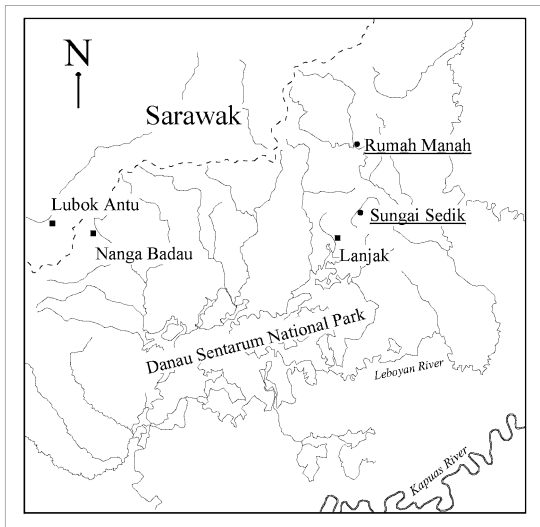 N
Sarawak
Rumah Manah
Lubok Antu
Sungai Sedik
Nanga Badau
Lanjak
Danau Sentarum National Park
Leboyan River
Kapuas River